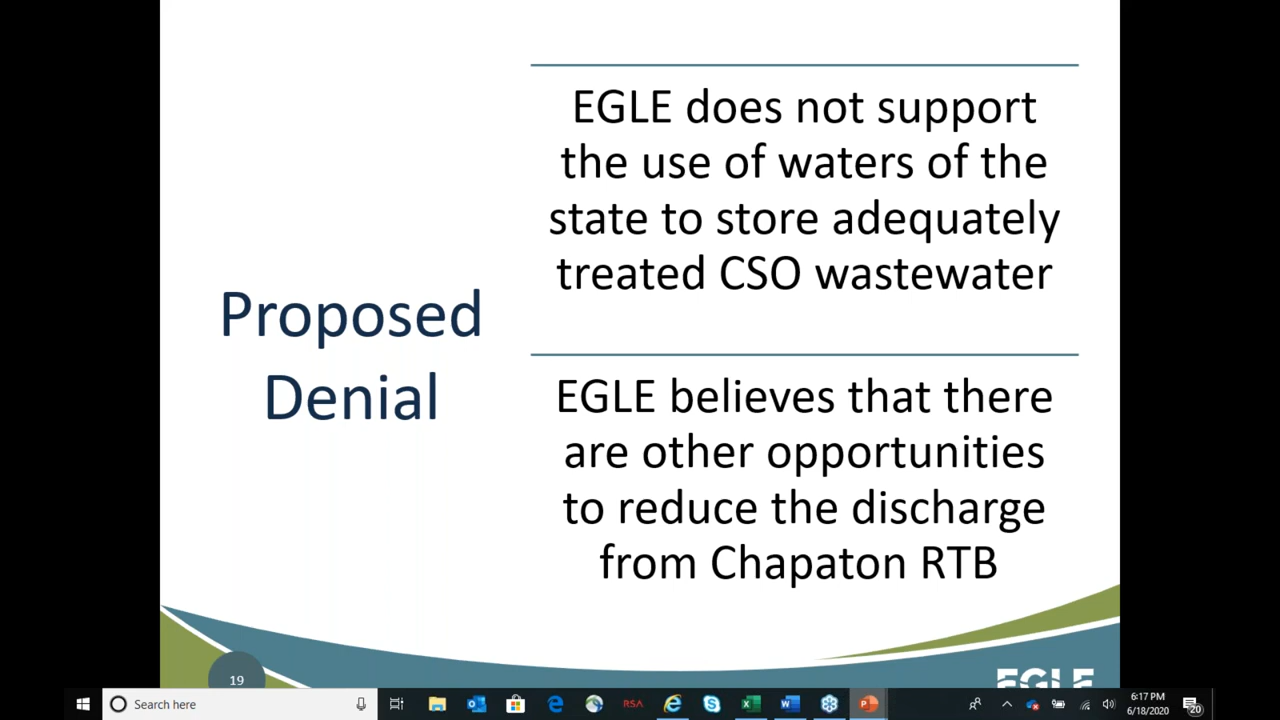 Proposed
Denial
EGLE does not support
the use of waters of the
state to store adequately
treated CSO wastewater
EGLE believes that there
are other opportunities
to reduce the discharge
from Chapaton RTB
19
EGLE
Search here
RSA
6:17 PM
6/18/2020
20